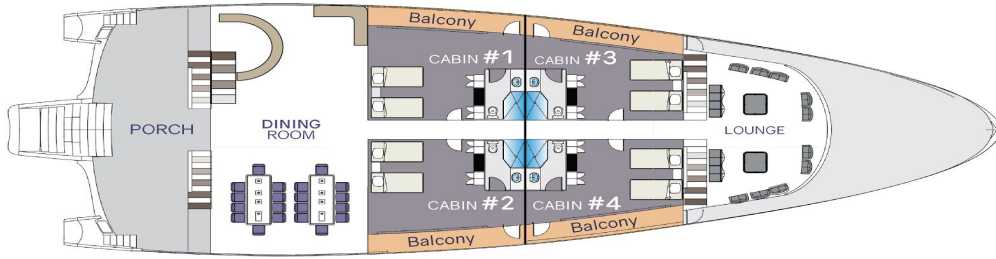 Balcony
Balcony
CABIN #1
CABIN #3
PORCH
DINING
ROOM
LOUNGE
CABIN #2
CABIN #4
Balcony
Balcony